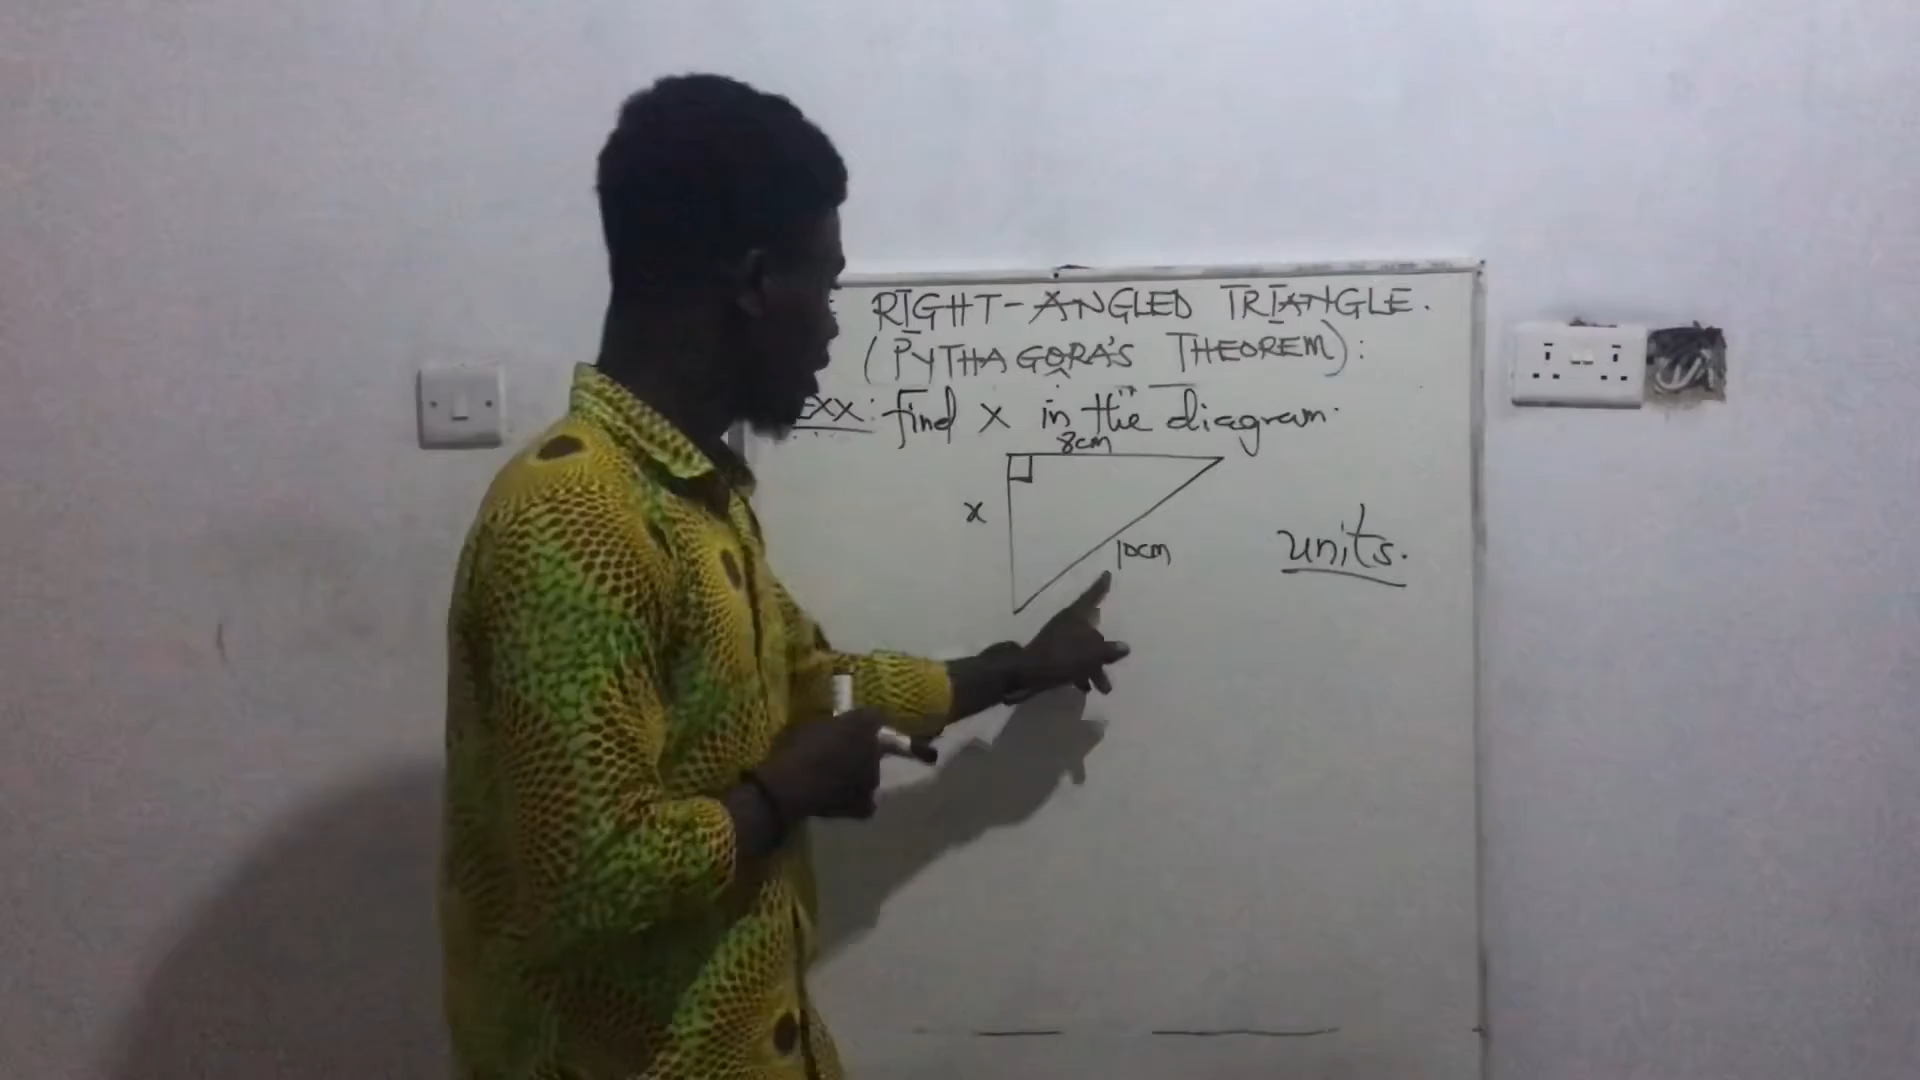 RIGHT-ANGLED TRIANGLE.
(PYTHAGORA'S THEOREM):
EXX: find x in the diagram.
8cm
x
10cm
units.